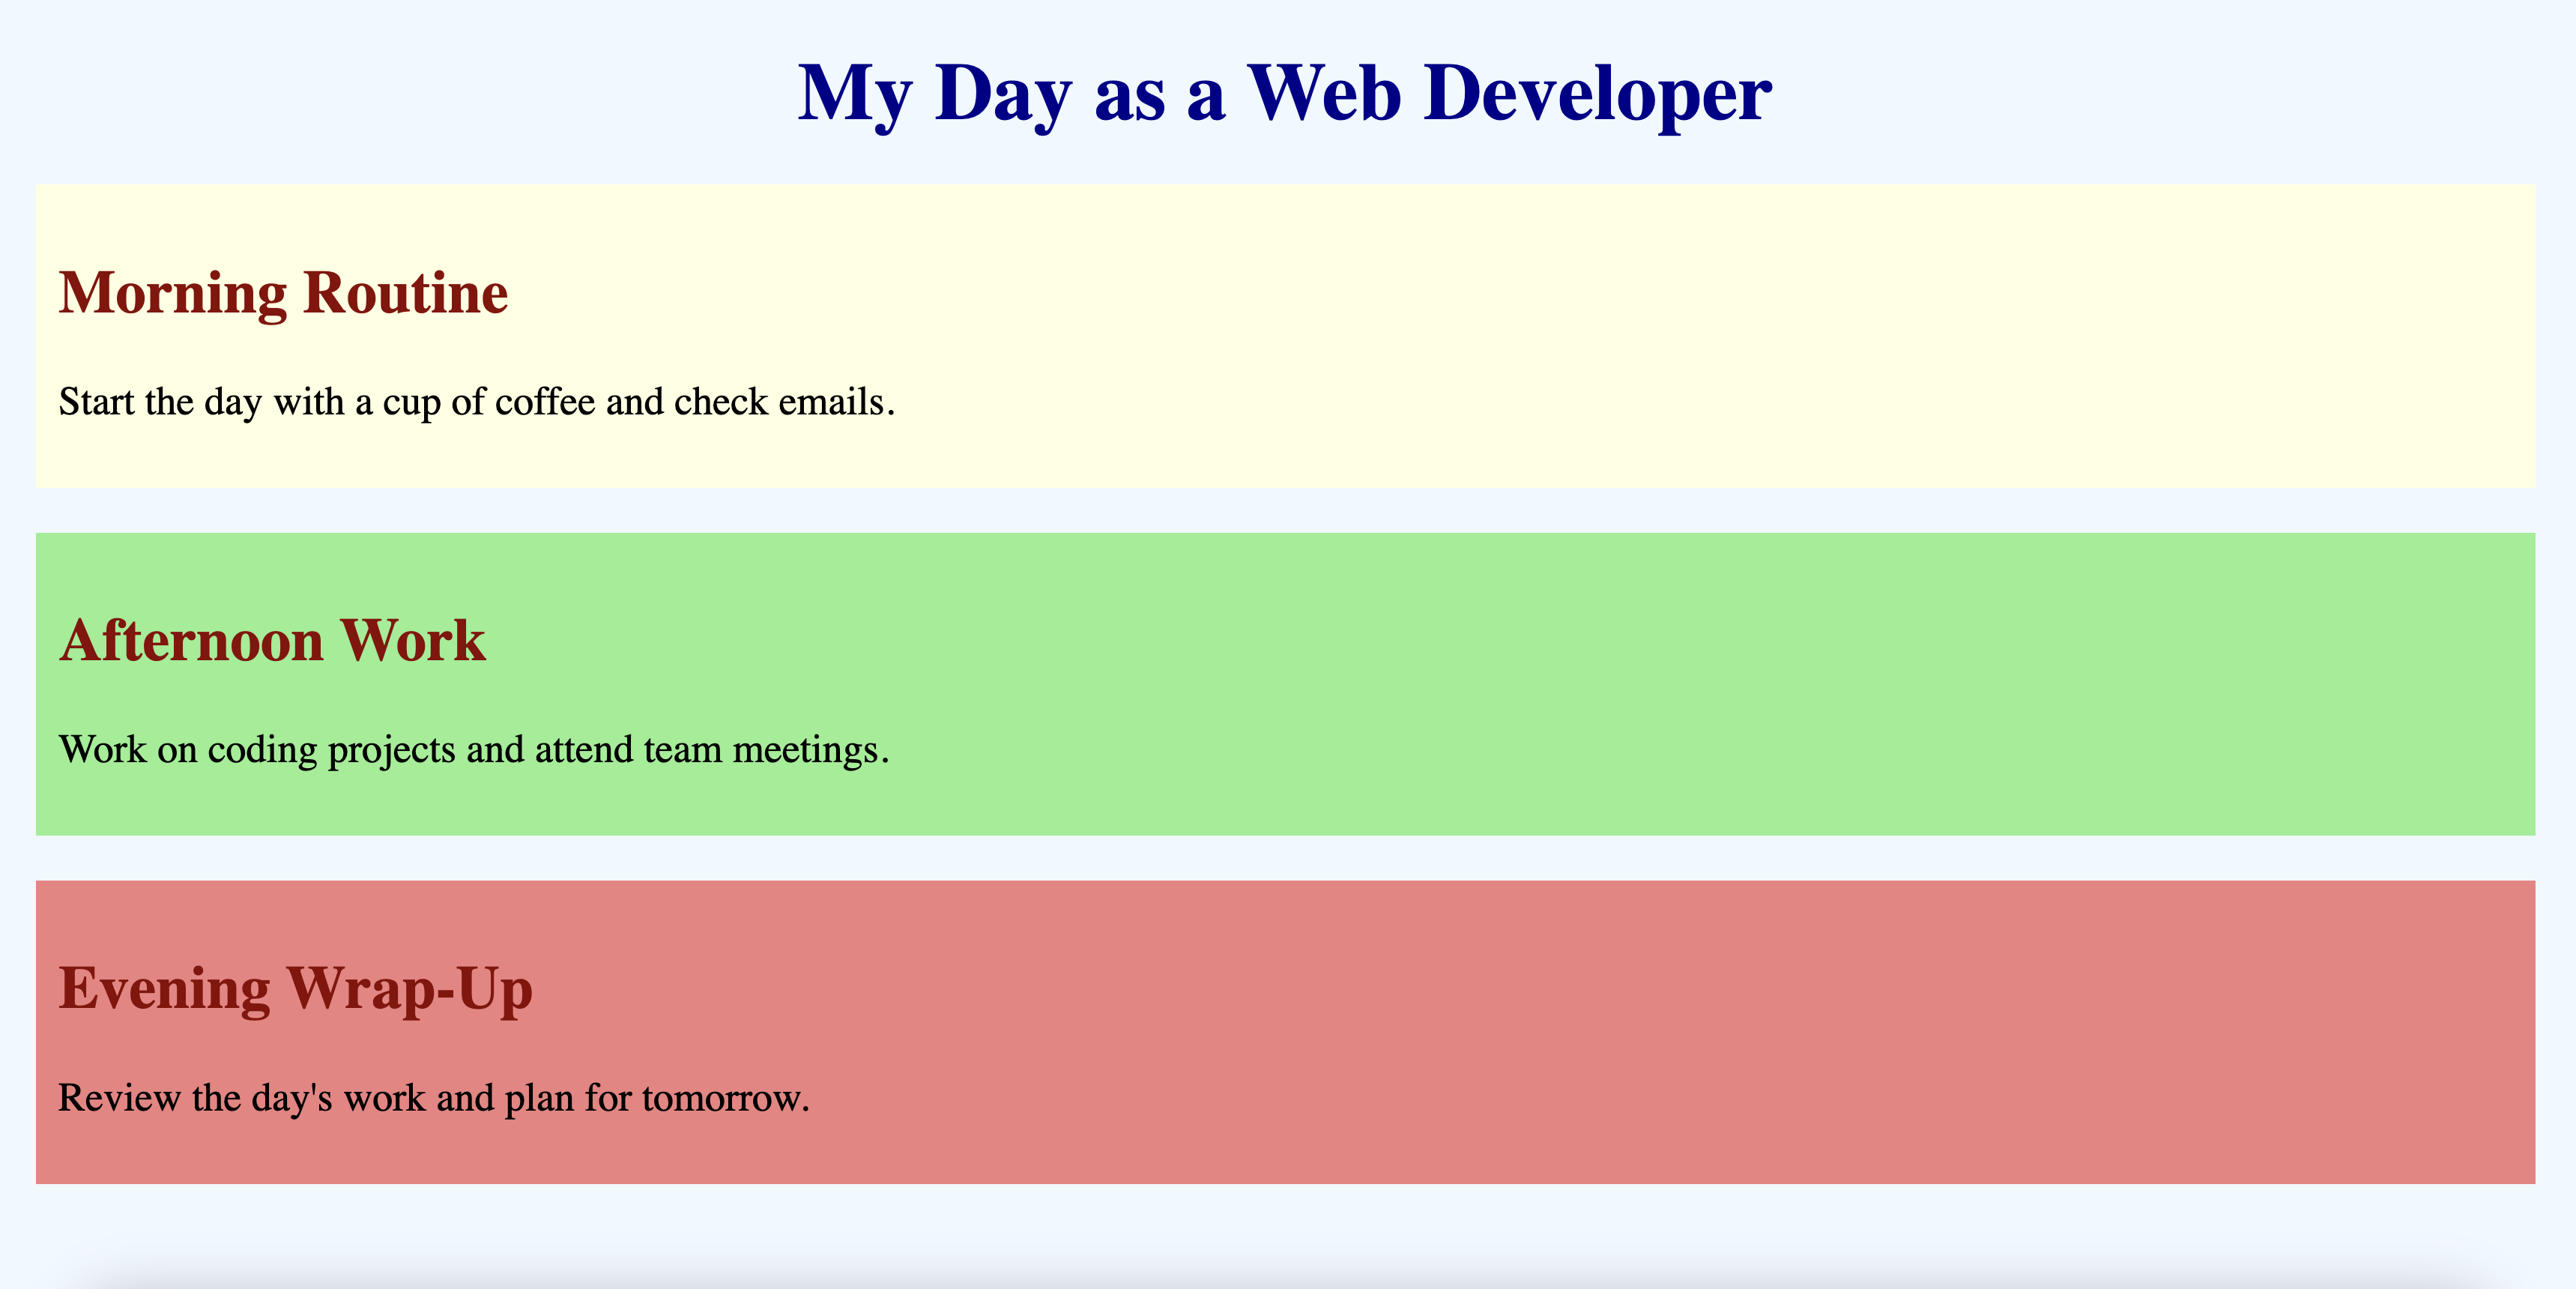 My Day as a Web Developer
Morning Routine
Start the day with a cup of coffee and check emails.
Afternoon Work
Work on coding projects and attend team meetings.
Evening Wrap-Up
Review the day's work and plan for tomorrow.